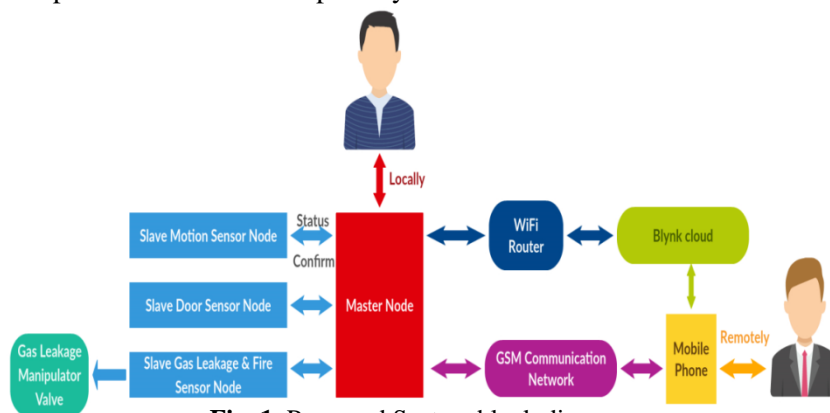 Locally
Slave Motion Sensor Node
Status
Confirm
Master Node
WiFi
Router
Blynk cloud
Slave Door Sensor Node
Slave Gas Leakage & Fire
Sensor Node
Gas Leakage
Manipulator
Valve
GSM Communication
Network
Mobile
Phone
Remotely